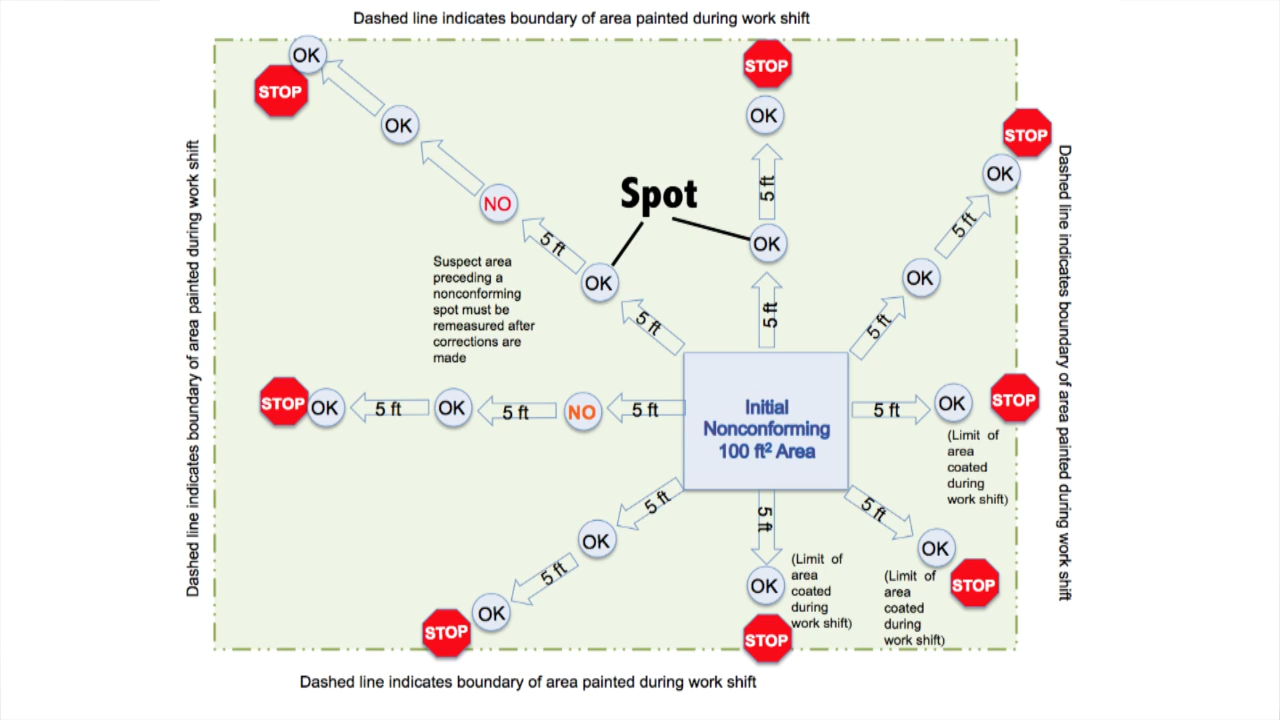 Dashed line indicates boundary of area painted during work shift
OK
STOP
STOP
OK
OK
STOP
Dashed line indicates boundary of area painted during work shift
Dashed line indicates boundary of area painted during work shift
OK
NO
Spot
5 ft
5 ft
OK
5 ft
OK
OK
Suspect area
preceding a
nonconforming
spot must be
remeasured after
corrections are
made
5 ft
5 ft
5 ft
STOP
OK
5 ft
OK
5 ft
NO
5 ft
Initial
Nonconforming
100 ft² Area
5 ft
OK
STOP
(Limit of
area
coated
during
work shift)
5 ft
5 ft
5 ft
OK
OK
5 ft
OK
(Limit of
area
coated
during
work shift)
(Limit of
area
coated
during
work shift)
STOP
OK
STOP
STOP
Dashed line indicates boundary of area painted during work shift